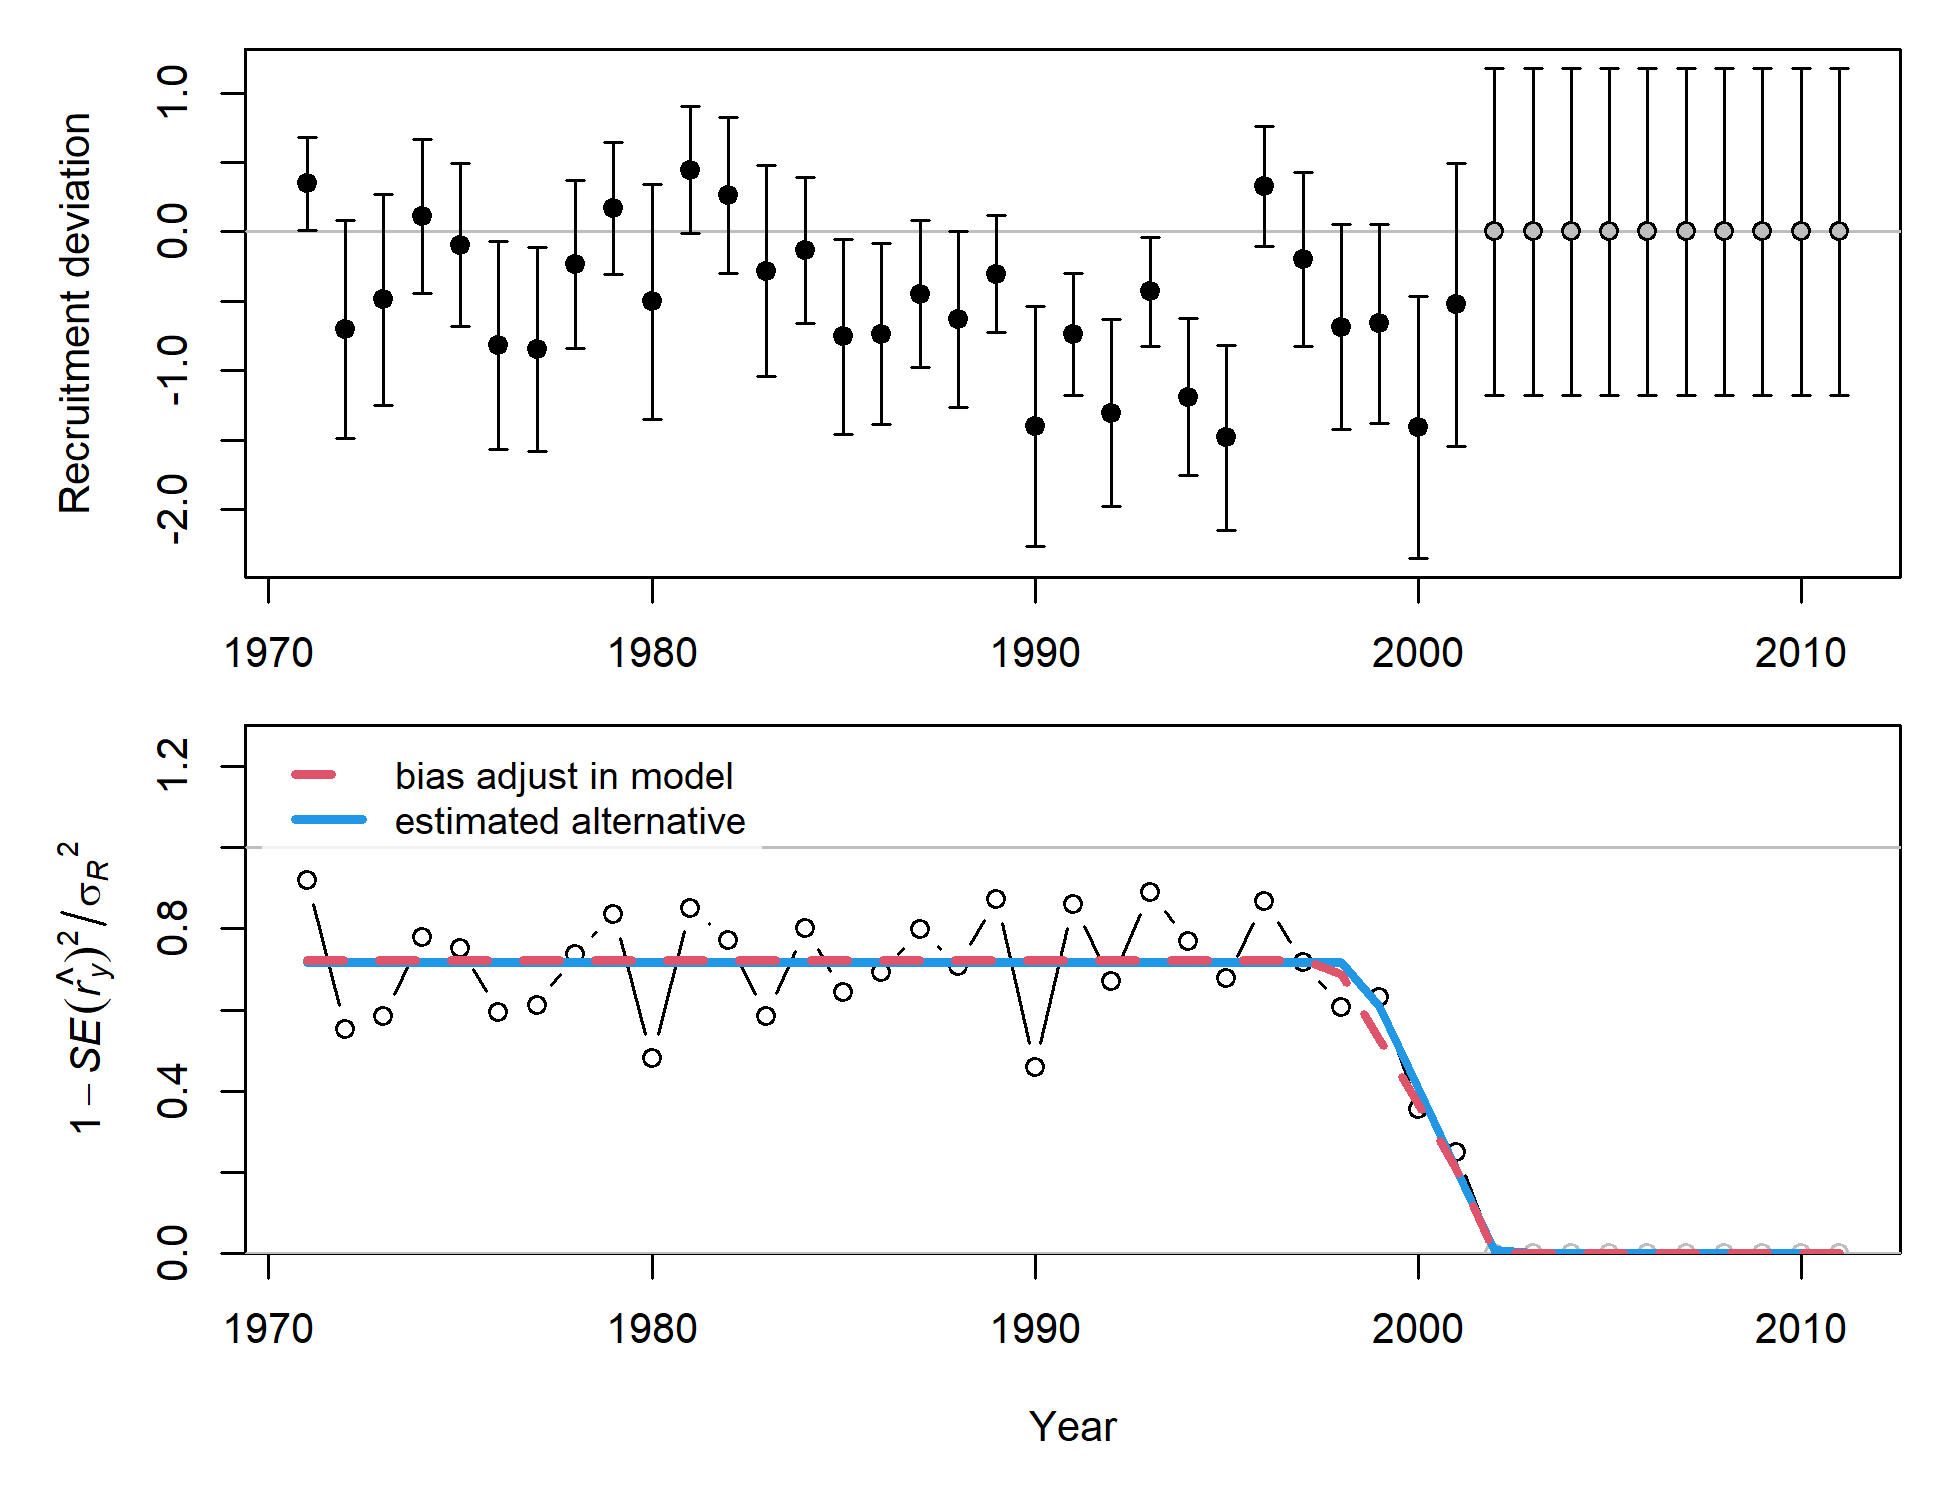 Recruitment deviation
1.0
0.0
-1.0
-2.0
1970 1980 1990 2000 2010
bias adjust in model
estimated alternative
1 − SE(r̂y)² / σR²
1.2
0.8
0.4
0.0
1970 1980 1990 2000 2010
Year